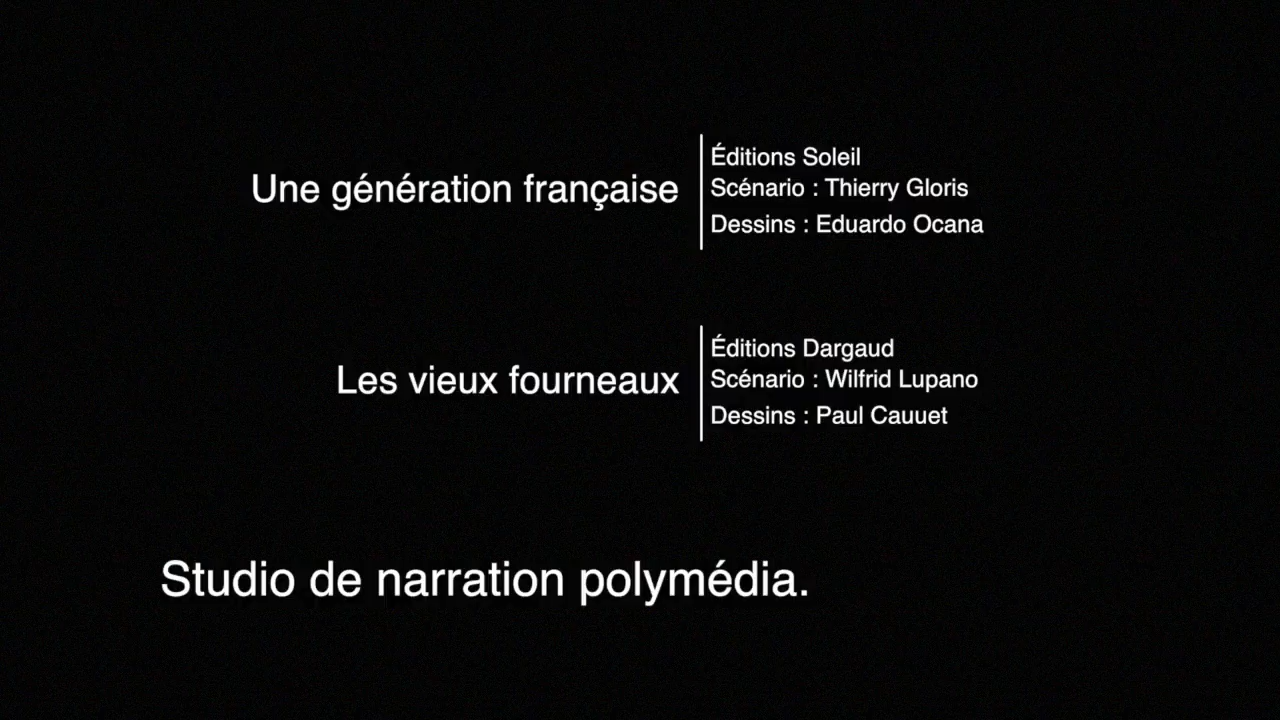 Une génération française
Éditions Soleil
Scénario : Thierry Gloris
Dessins : Eduardo Ocana
Les vieux fourneaux
Éditions Dargaud
Scénario : Wilfrid Lupano
Dessins : Paul Cauuet
Studio de narration polymédia.